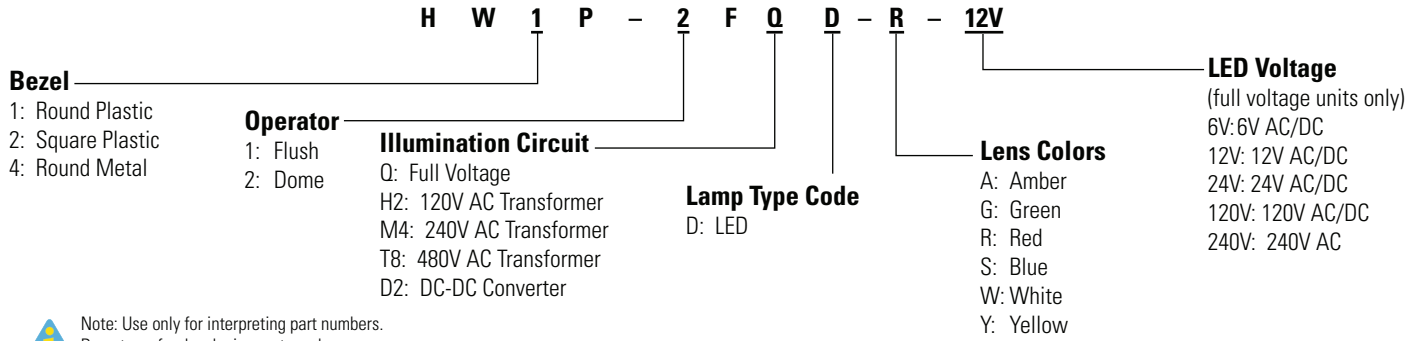 H W 1 P – 2 F Q D – R – 12V
Bezel
1: Round Plastic
2: Square Plastic
4: Round Metal
Operator
1: Flush
2: Dome
Illumination Circuit
Q: Full Voltage
H2: 120V AC Transformer
M4: 240V AC Transformer
T8: 480V AC Transformer
D2: DC-DC Converter
Lamp Type Code
D: LED
Lens Colors
A: Amber
G: Green
R: Red
S: Blue
W: White
Y: Yellow
LED Voltage
(full voltage units only)
6V: 6V AC/DC
12V: 12V AC/DC
24V: 24V AC/DC
120V: 120V AC/DC
240V: 240V AC
Note: Use only for interpreting part numbers.